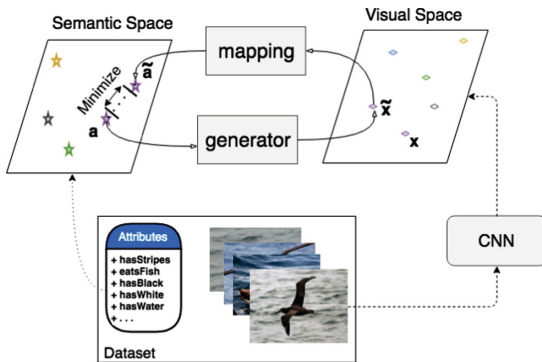 Semantic Space
Visual Space
mapping
ã
Minimize
...
a
generator
x̃
x
Attributes
+ hasStripes
+ eatsFish
+ hasBlack
+ hasWhite
+ hasWater
+ . . .
CNN
Dataset